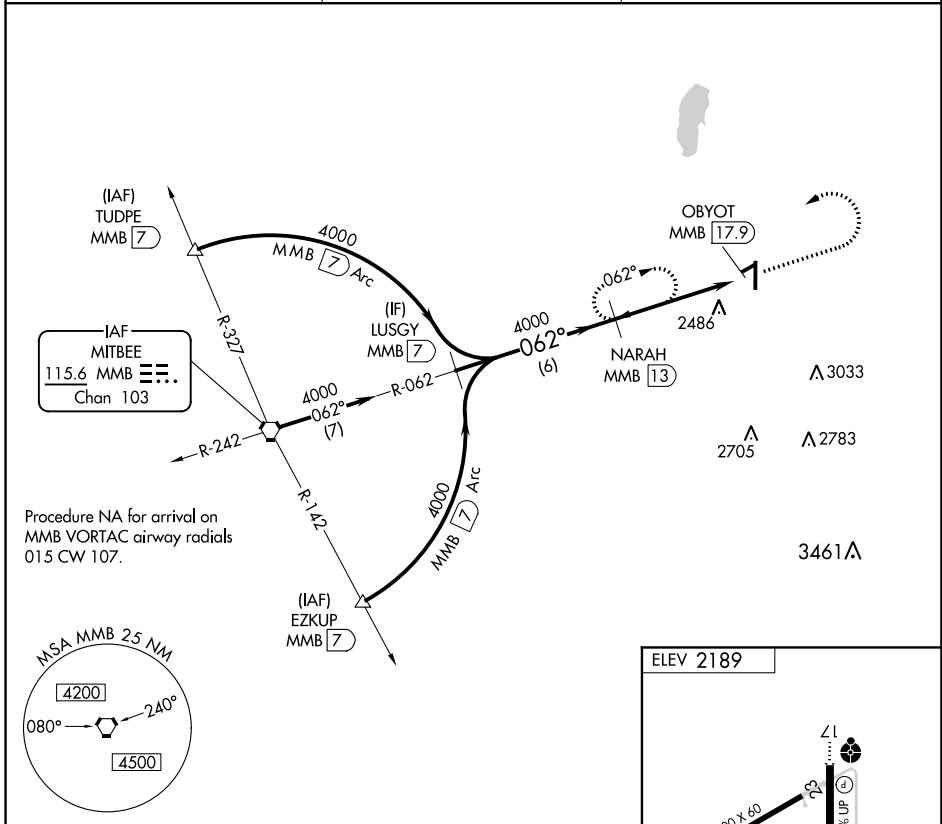 (IAF)
TUDPE
MMB 7
4000
MMB 7 Arc
R-327
(IF)
LUSGY
MMB 7
OBYOT
MMB 17.9
062°
4000
062°
(6)
NARAH
MMB 13
2486
3033
2705
2783
3461
IAF
MITBEE
115.6 MMB
Chan 103
4000
062°
(7)
R-062
R-242
R-142
4000
MMB 7 Arc
Procedure NA for arrival on
MMB VORTAC airway radials
015 CW 107.
(IAF)
EZKUP
MMB 7
MSA MMB 25 NM
4200
080°
240°
4500
ELEV 2189
17
23
P
X 60
UP